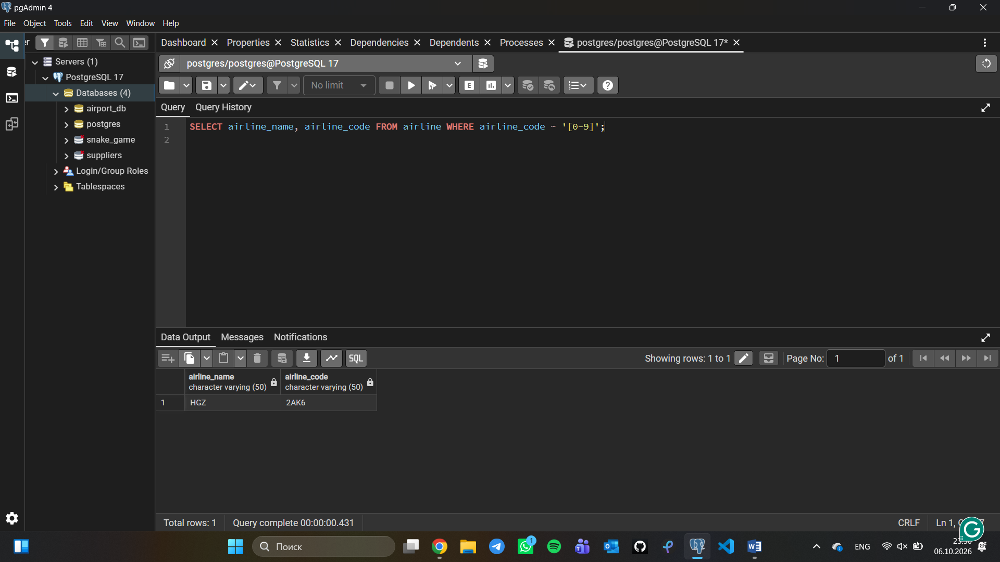 pgAdmin 4
File Object Tools Edit View Window Help
er
Dashboard Properties Statistics Dependencies Dependents Processes postgres/postgres@PostgreSQL 17*
Servers (1)
PostgreSQL 17
Databases (4)
airport_db
postgres
snake_game
suppliers
Login/Group Roles
Tablespaces
postgres/postgres@PostgreSQL 17
No limit
E
Query Query History
1 SELECT airline_name, airline_code FROM airline WHERE airline_code ~ '[0-9]';
2
Data Output Messages Notifications
SQL
Showing rows: 1 to 1
Page No: 1 of 1
airline_name
character varying (50)
airline_code
character varying (50)
1 HGZ 2AK6
Total rows: 1
Query complete 00:00:00.431
CRLF
Ln 1,
Поиск
1
ENG
06.10.2026